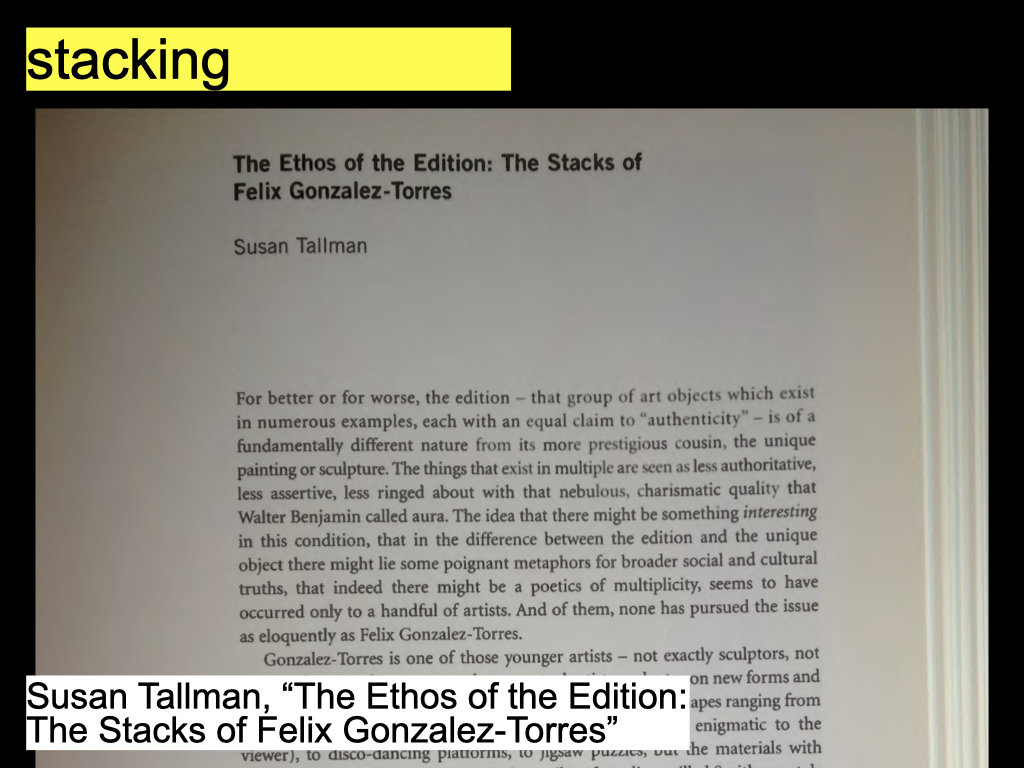 stacking
The Ethos of the Edition: The Stacks of
Felix Gonzalez-Torres
Susan Tallman
For better or for worse, the edition – that group of art objects which exist
in numerous examples, each with an equal claim to “authenticity” – is of a
fundamentally different nature from its more prestigious cousin, the unique
painting or sculpture. The things that exist in multiple are seen as less authoritative,
less assertive, less ringed about with that nebulous, charismatic quality that
Walter Benjamin called aura. The idea that there might be something interesting
in this condition, that in the difference between the edition and the unique
object there might lie some poignant metaphors for broader social and cultural
truths, that indeed there might be a poetics of multiplicity, seems to have
occurred only to a handful of artists. And of them, none has pursued the issue
as eloquently as Felix Gonzalez-Torres.
Gonzalez-Torres is one of those younger artists – not exactly sculptors, not
on new forms and
apes ranging from
enigmatic to the
viewer), to disco-dancing platforms, to jigsaw puzzles, but the materials with
Susan Tallman, “The Ethos of the Edition:
The Stacks of Felix Gonzalez-Torres”